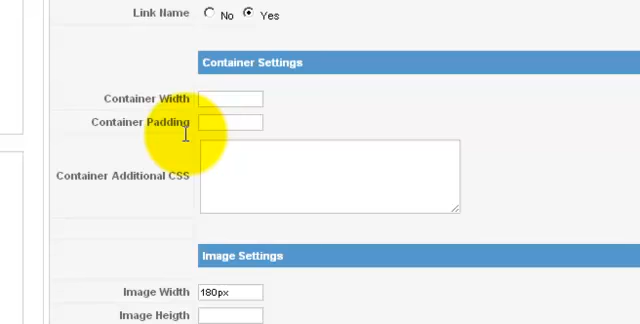 Link Name No Yes
Container Settings
Container Width
Container Padding
Container Additional CSS
Image Settings
Image Width 180px
Image Heigth